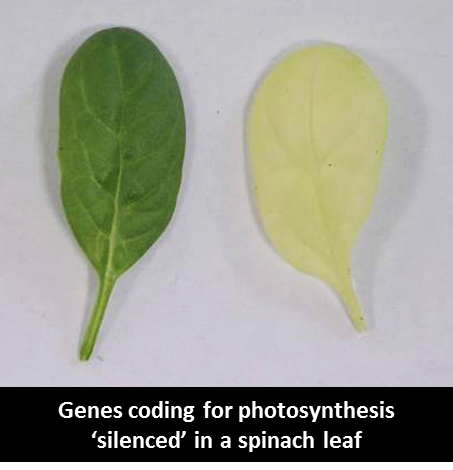 Genes coding for photosynthesis
‘silenced’ in a spinach leaf